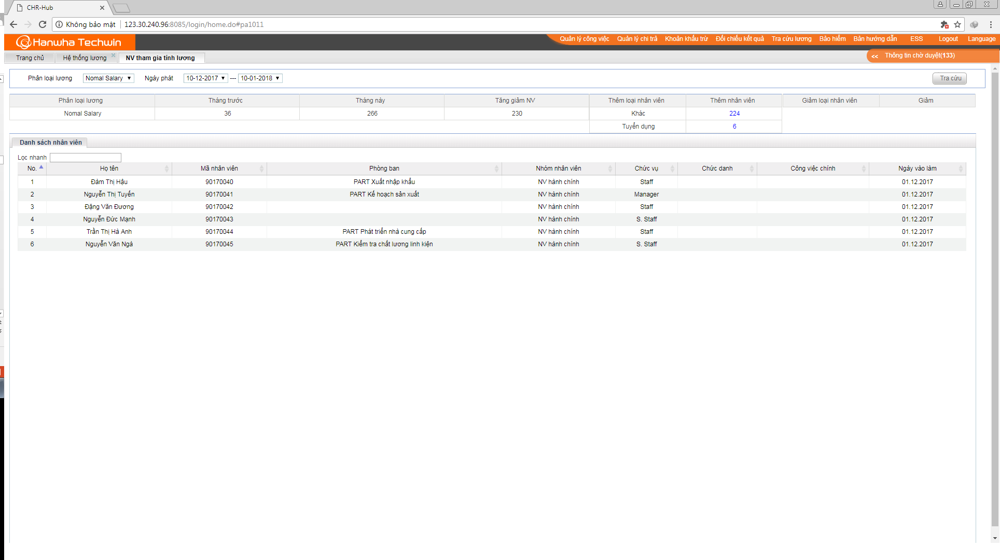 CHR-Hub
Không bảo mật 123.30.240.96:8085/login/home.do#pa1011
Hanwha Techwin
Quản lý công việc Quản lý chi trả Khoản khấu trừ Đối chiếu kết quả Tra cứu lương Bảo hiểm Bản hướng dẫn ESS Logout Language
Trang chủ Hệ thống lương NV tham gia tính lương
<< Thông tin chờ duyệt(133)
Phân loại lương Nomal Salary Ngày phát 10-12-2017 --- 10-01-2018 Tra cứu
Phân loại lương Tháng trước Tháng này Tăng giảm NV Thêm loại nhân viên Thêm nhân viên Giảm loại nhân viên Giảm
Nomal Salary 36 266 230 Khác 224
Tuyển dụng 6
Danh sách nhân viên
Lọc nhanh
No. Họ tên Mã nhân viên Phòng ban Nhóm nhân viên Chức vụ Chức danh Công việc chính Ngày vào làm
1 Đàm Thị Hậu 90170040 PART Xuất nhập khẩu NV hành chính Staff 01.12.2017
2 Nguyễn Thị Tuyến 90170041 PART Kế hoạch sản xuất NV hành chính Manager 01.12.2017
3 Đặng Văn Đương 90170042 NV hành chính Staff 01.12.2017
4 Nguyễn Đức Mạnh 90170043 NV hành chính S. Staff 01.12.2017
5 Trần Thị Hà Anh 90170044 PART Phát triển nhà cung cấp NV hành chính Staff 01.12.2017
6 Nguyễn Văn Ngà 90170045 PART Kiểm tra chất lương linh kiện NV hành chính S. Staff 01.12.2017